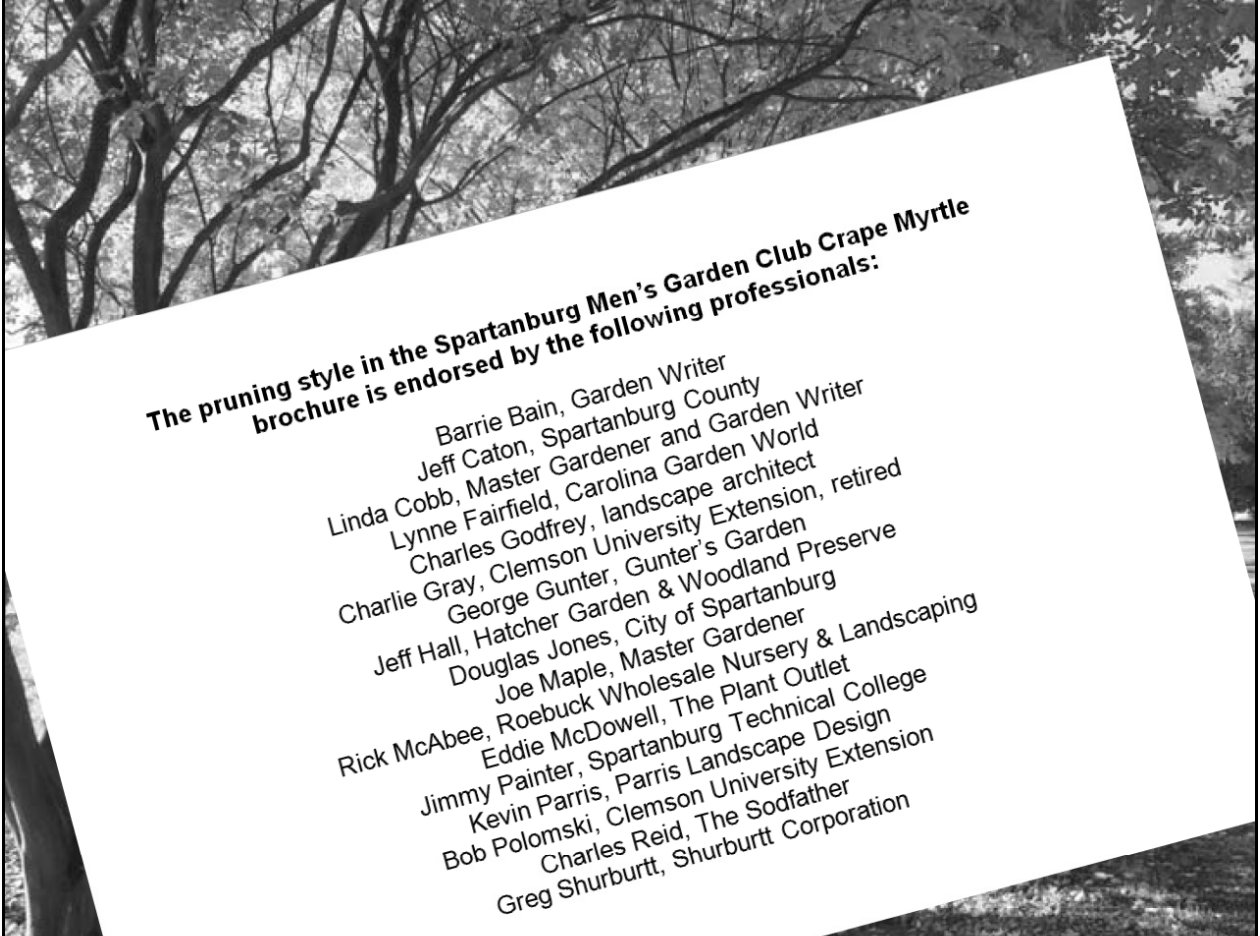 The pruning style in the Spartanburg Men's Garden Club Crape Myrtle
brochure is endorsed by the following professionals:
Barrie Bain, Garden Writer
Jeff Caton, Spartanburg County
Linda Cobb, Master Gardener and Garden Writer
Lynne Fairfield, Carolina Garden World
Charles Godfrey, landscape architect
Charlie Gray, Clemson University Extension, retired
George Gunter, Gunter's Garden
Jeff Hall, Hatcher Garden & Woodland Preserve
Douglas Jones, City of Spartanburg
Joe Maple, Master Gardener
Rick McAbee, Roebuck Wholesale Nursery & Landscaping
Eddie McDowell, The Plant Outlet
Jimmy Painter, Spartanburg Technical College
Kevin Parris, Parris Landscape Design
Bob Polomski, Clemson University Extension
Charles Reid, The Sodfather
Greg Shurburtt, Shurburtt Corporation